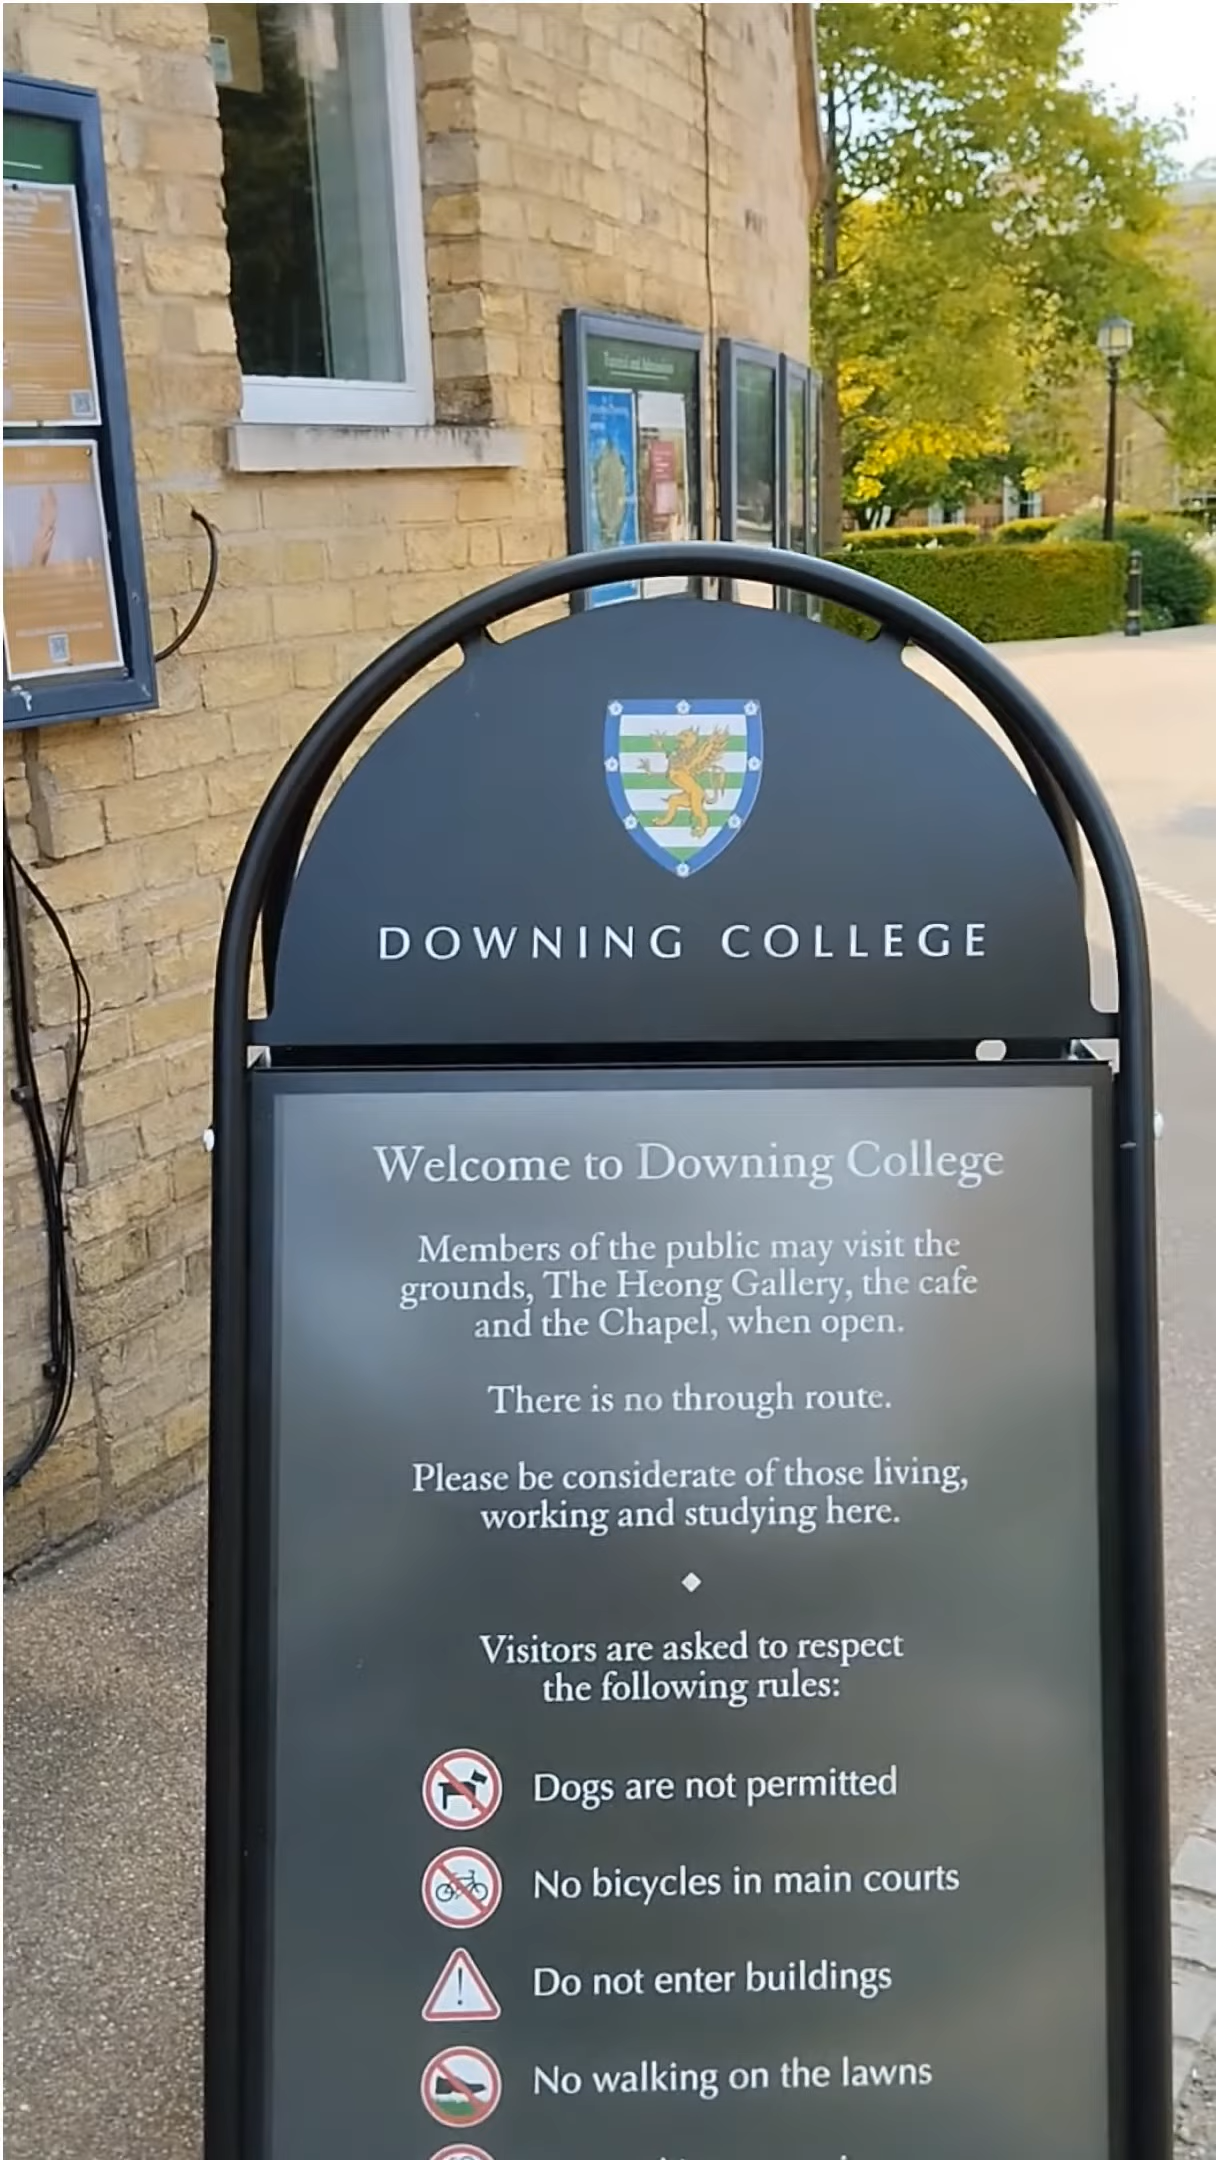 DOWNING COLLEGE
Welcome to Downing College
Members of the public may visit the
grounds, The Heong Gallery, the cafe
and the Chapel, when open.
There is no through route.
Please be considerate of those living,
working and studying here.
Visitors are asked to respect
the following rules:
Dogs are not permitted
No bicycles in main courts
Do not enter buildings
No walking on the lawns